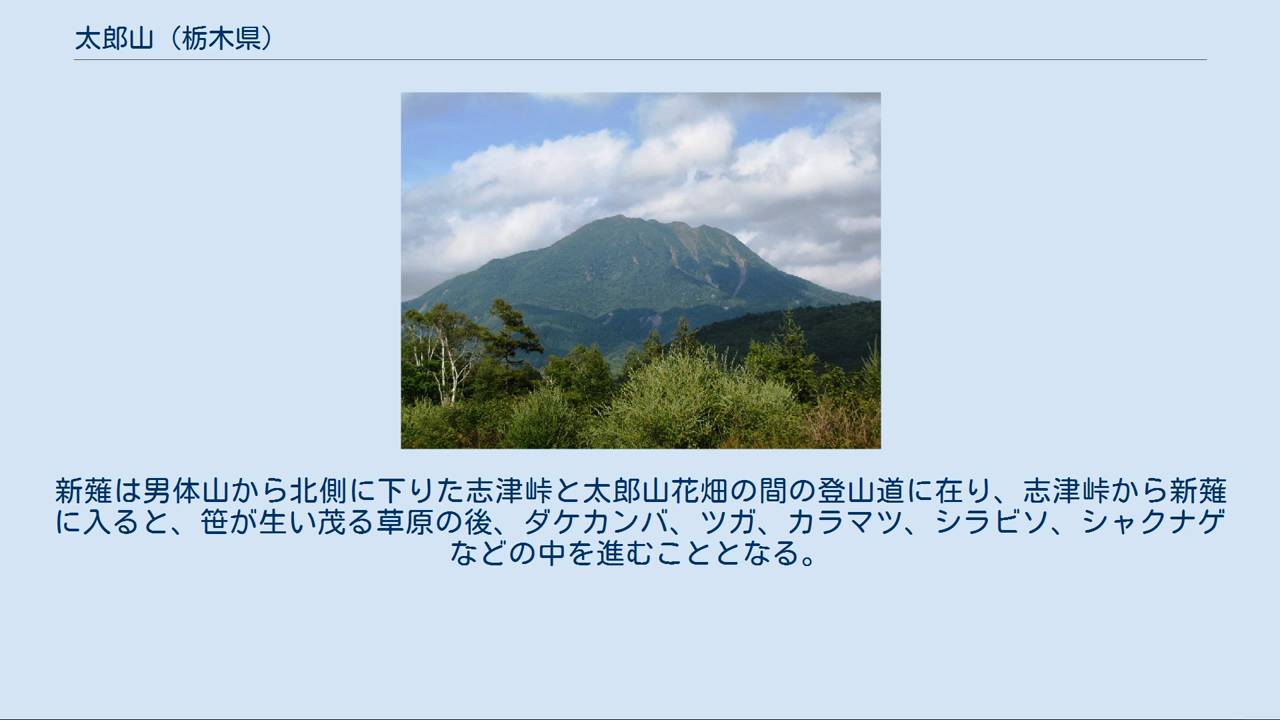 太郎山（栃木県）
新薙は男体山から北側に下りた志津峠と太郎山花畑の間の登山道に在り、志津峠から新薙
に入ると、笹が生い茂る草原の後、ダケカンバ、ツガ、カラマツ、シラビソ、シャクナゲ
などの中を進むこととなる。